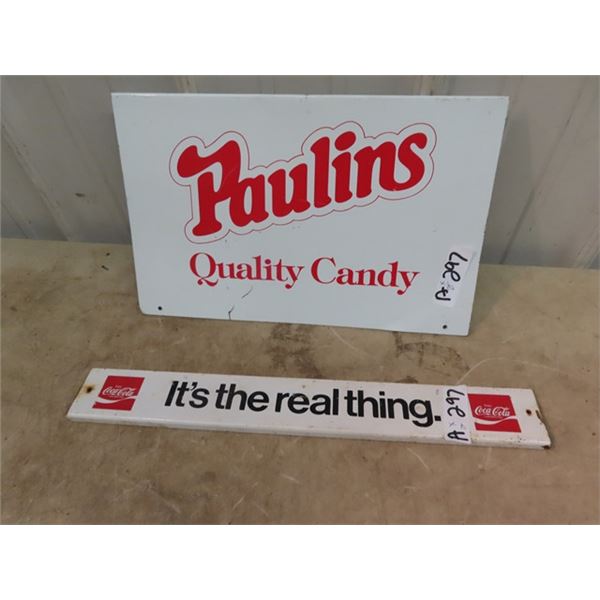 Paulins
Quality Candy
A-297
Coca-Cola
It's the real thing.
A-297
Coca-Cola